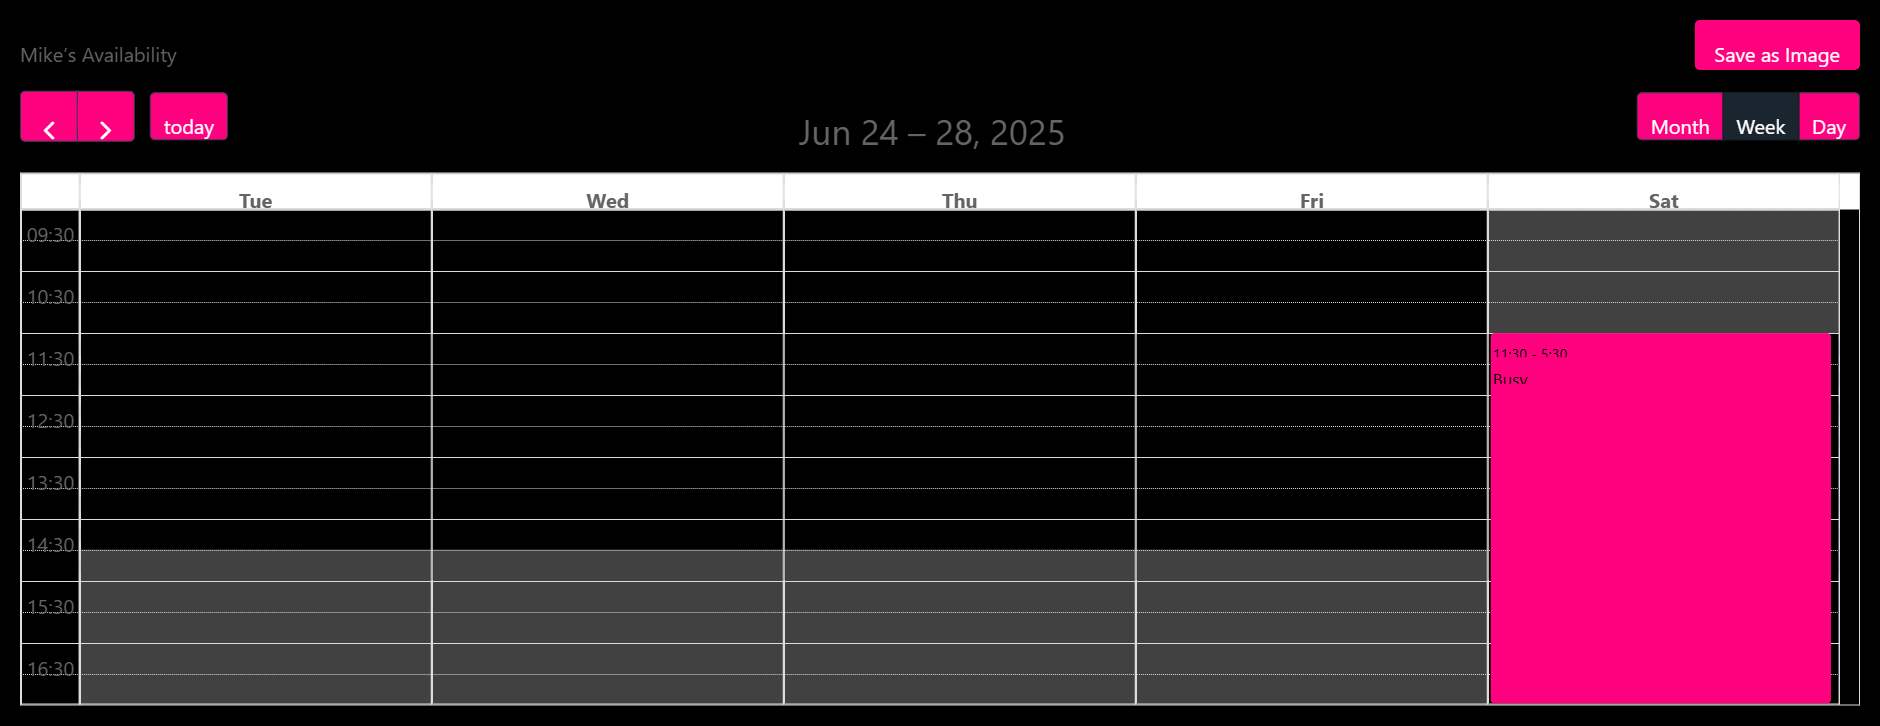 Save as Image
Mike's Availability
today
Jun 24 – 28, 2025
Month Week Day
Tue Wed Thu Fri Sat
09:30
10:30
11:30
11:30 - 5:30
Busy
12:30
13:30
14:30
15:30
16:30